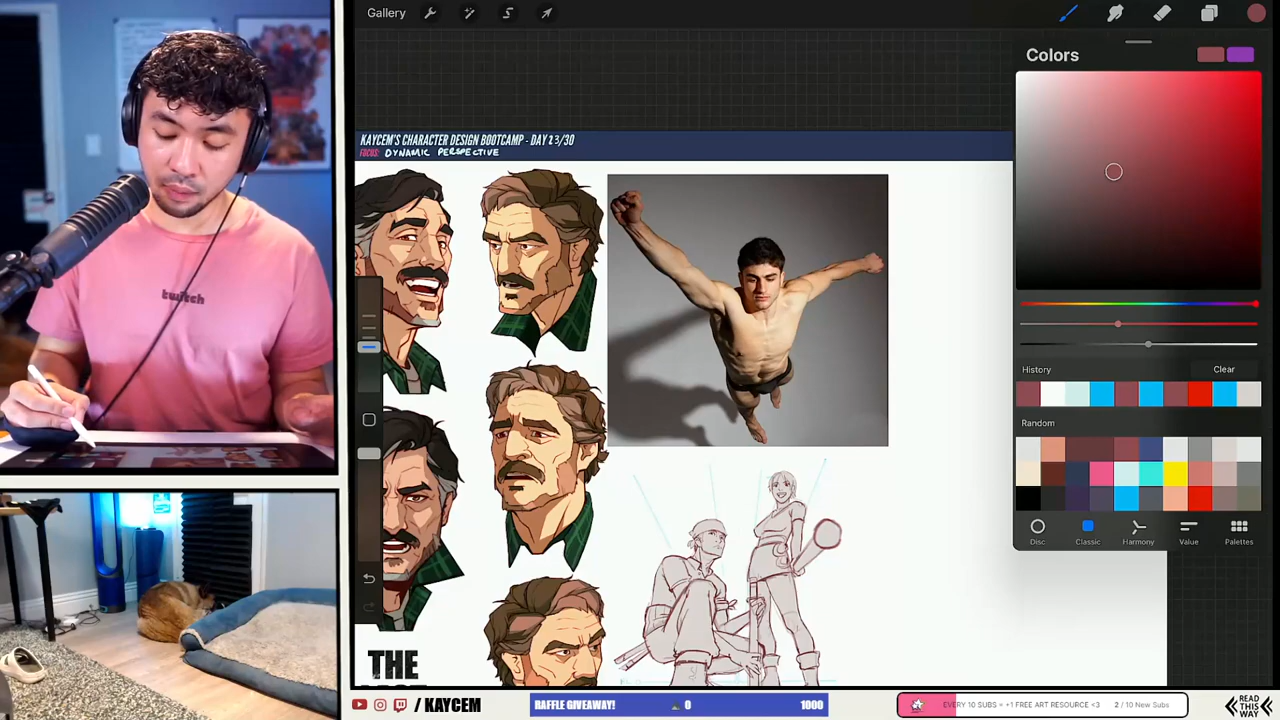 Gallery
Colors
KAYCEM'S CHARACTER DESIGN BOOTCAMP - DAY 23/30
FOCUS: DYNAMIC PERSPECTIVE
twitch
History
Clear
Random
Disc
Classic
Harmony
Value
Palettes
THE
/ KAYCEM
RAFFLE GIVEAWAY!
0
1000
EVERY 10 SUBS = +1 FREE ART RESOURCE <3
2 / 10 New Subs
READ
THIS
WAY